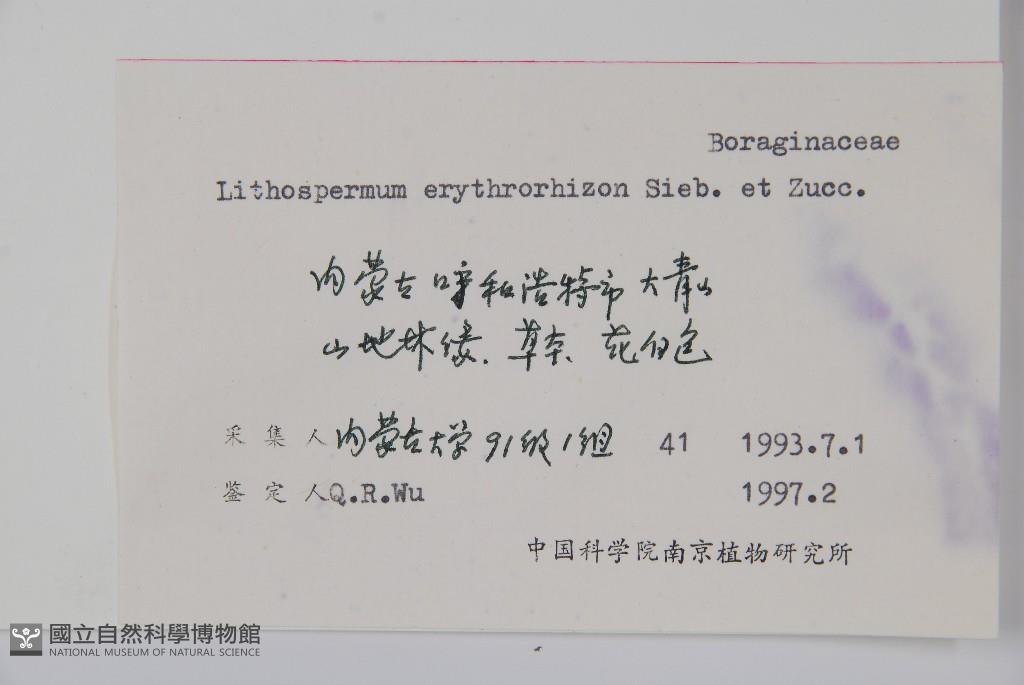 Boraginaceae
Lithospermum erythrorhizon Sieb. et Zucc.
内蒙古呼和浩特市大青山
山地林缘、草本、花白色
采集人 内蒙古大学91级1组 41 1993.7.1
鉴定人 Q.R.Wu 1997.2
中国科学院南京植物研究所
國立自然科學博物館
NATIONAL MUSEUM OF NATURAL SCIENCE